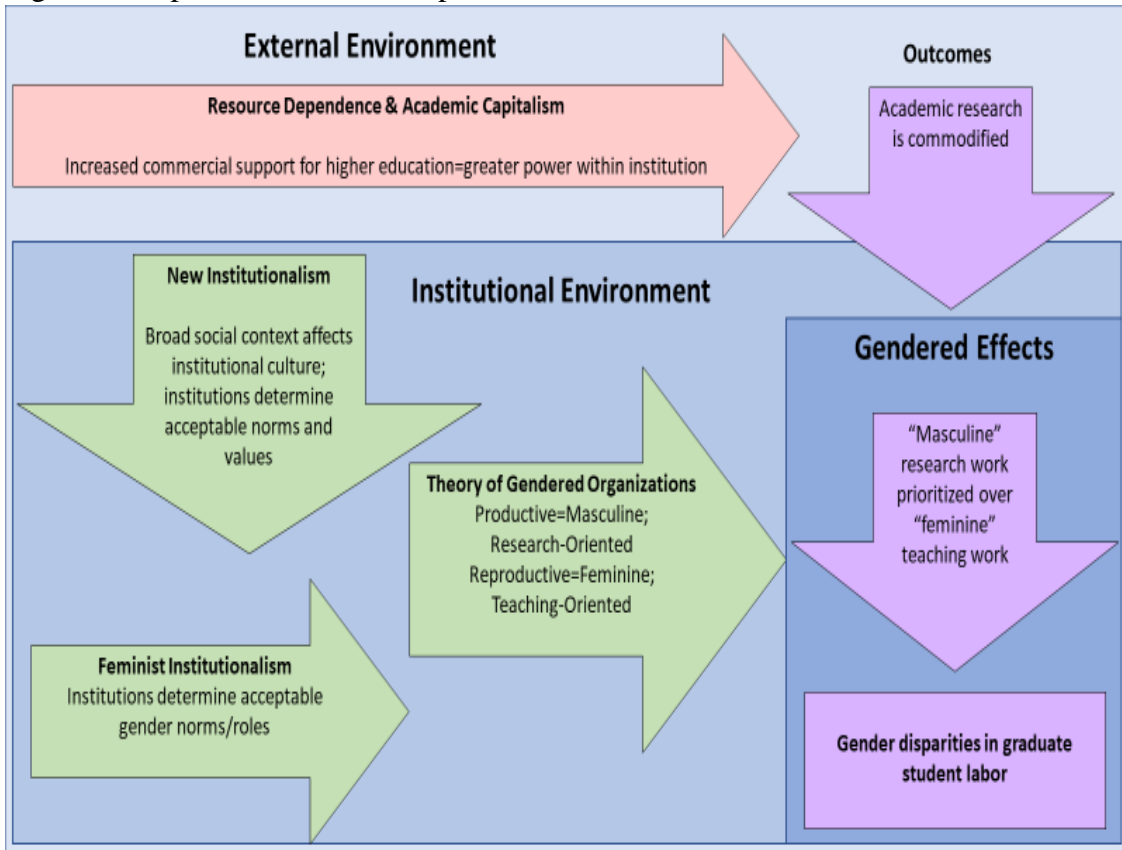 External Environment
Resource Dependence & Academic Capitalism
Increased commercial support for higher education=greater power within institution
Outcomes
Academic research
is commodified
New Institutionalism
Broad social context affects
institutional culture;
institutions determine
acceptable norms and
values
Institutional Environment
Feminist Institutionalism
Institutions determine acceptable
gender norms/roles
Theory of Gendered Organizations
Productive=Masculine;
Research-Oriented
Reproductive=Feminine;
Teaching-Oriented
Gendered Effects
“Masculine”
research work
prioritized over
“feminine”
teaching work
Gender disparities in graduate
student labor